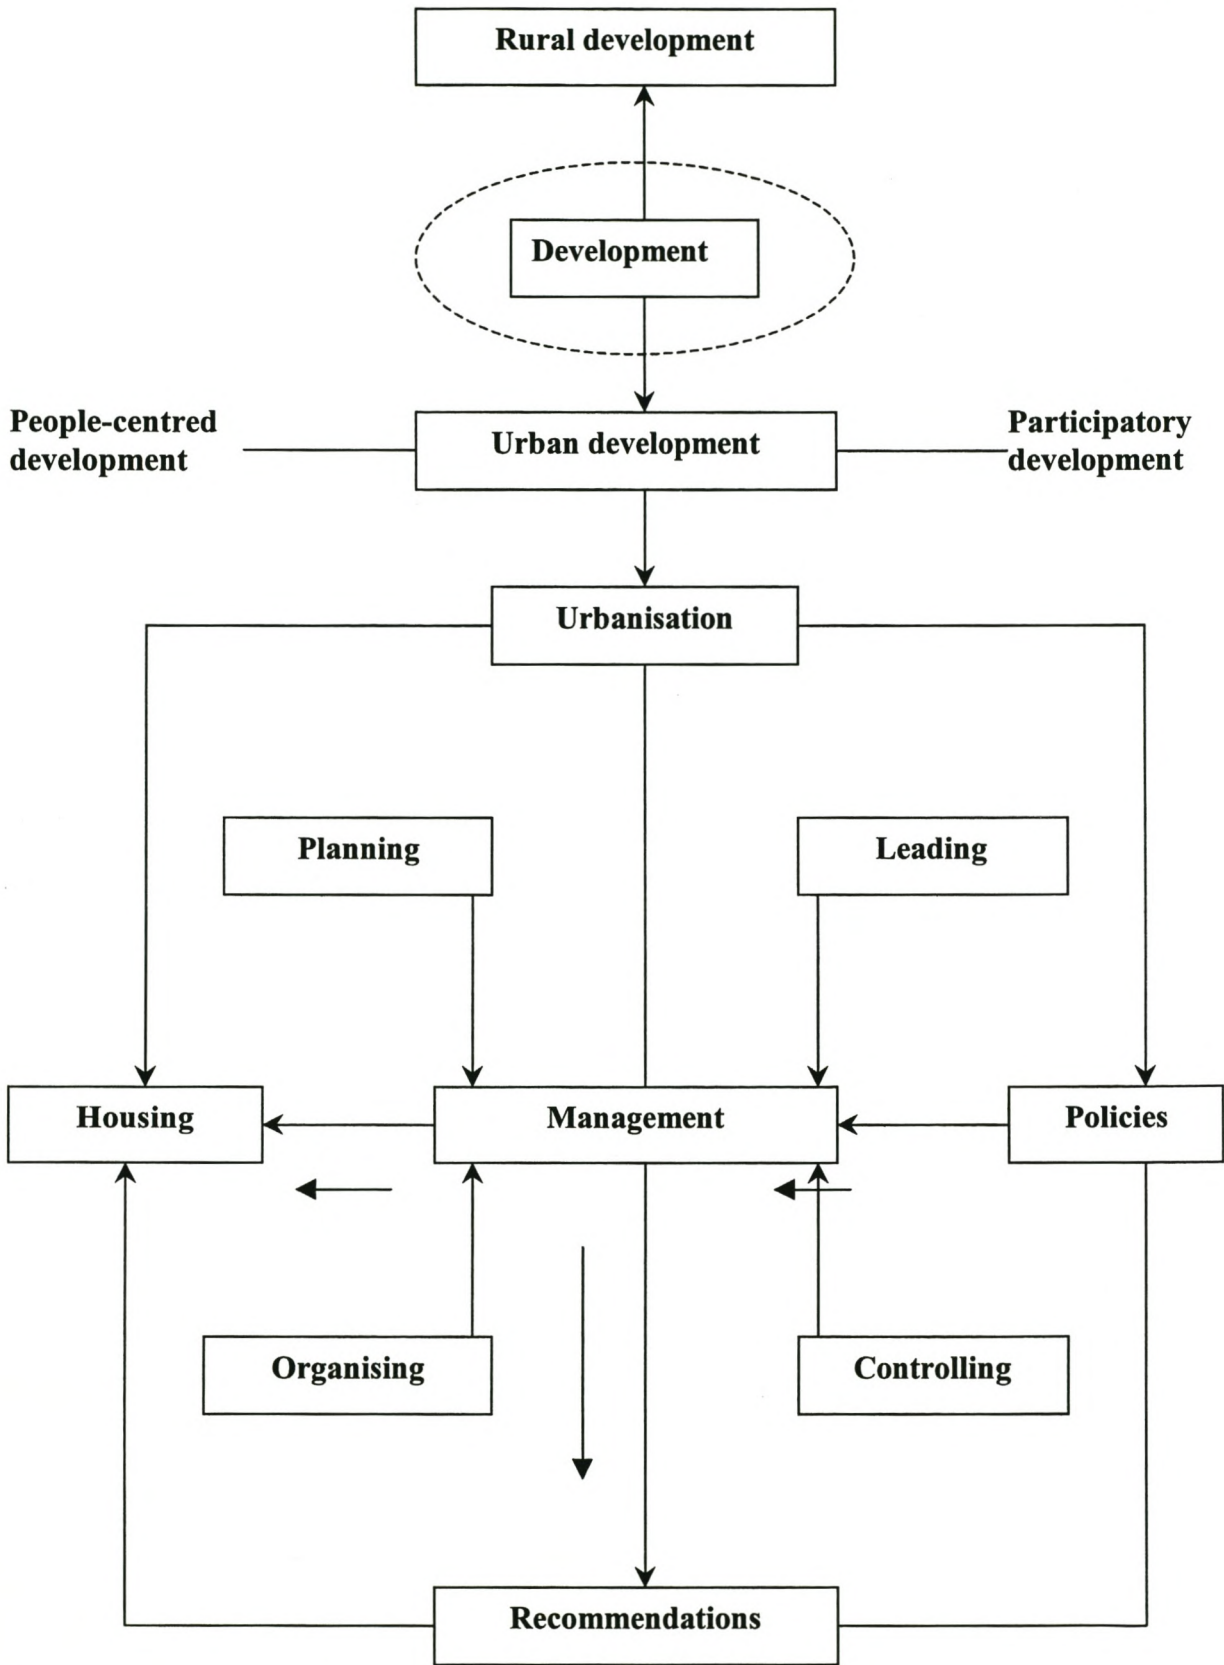 Rural development
Development
People-centred
development
Urban development
Participatory
development
Urbanisation
Planning
Leading
Housing
Management
Policies
Organising
Controlling
Recommendations